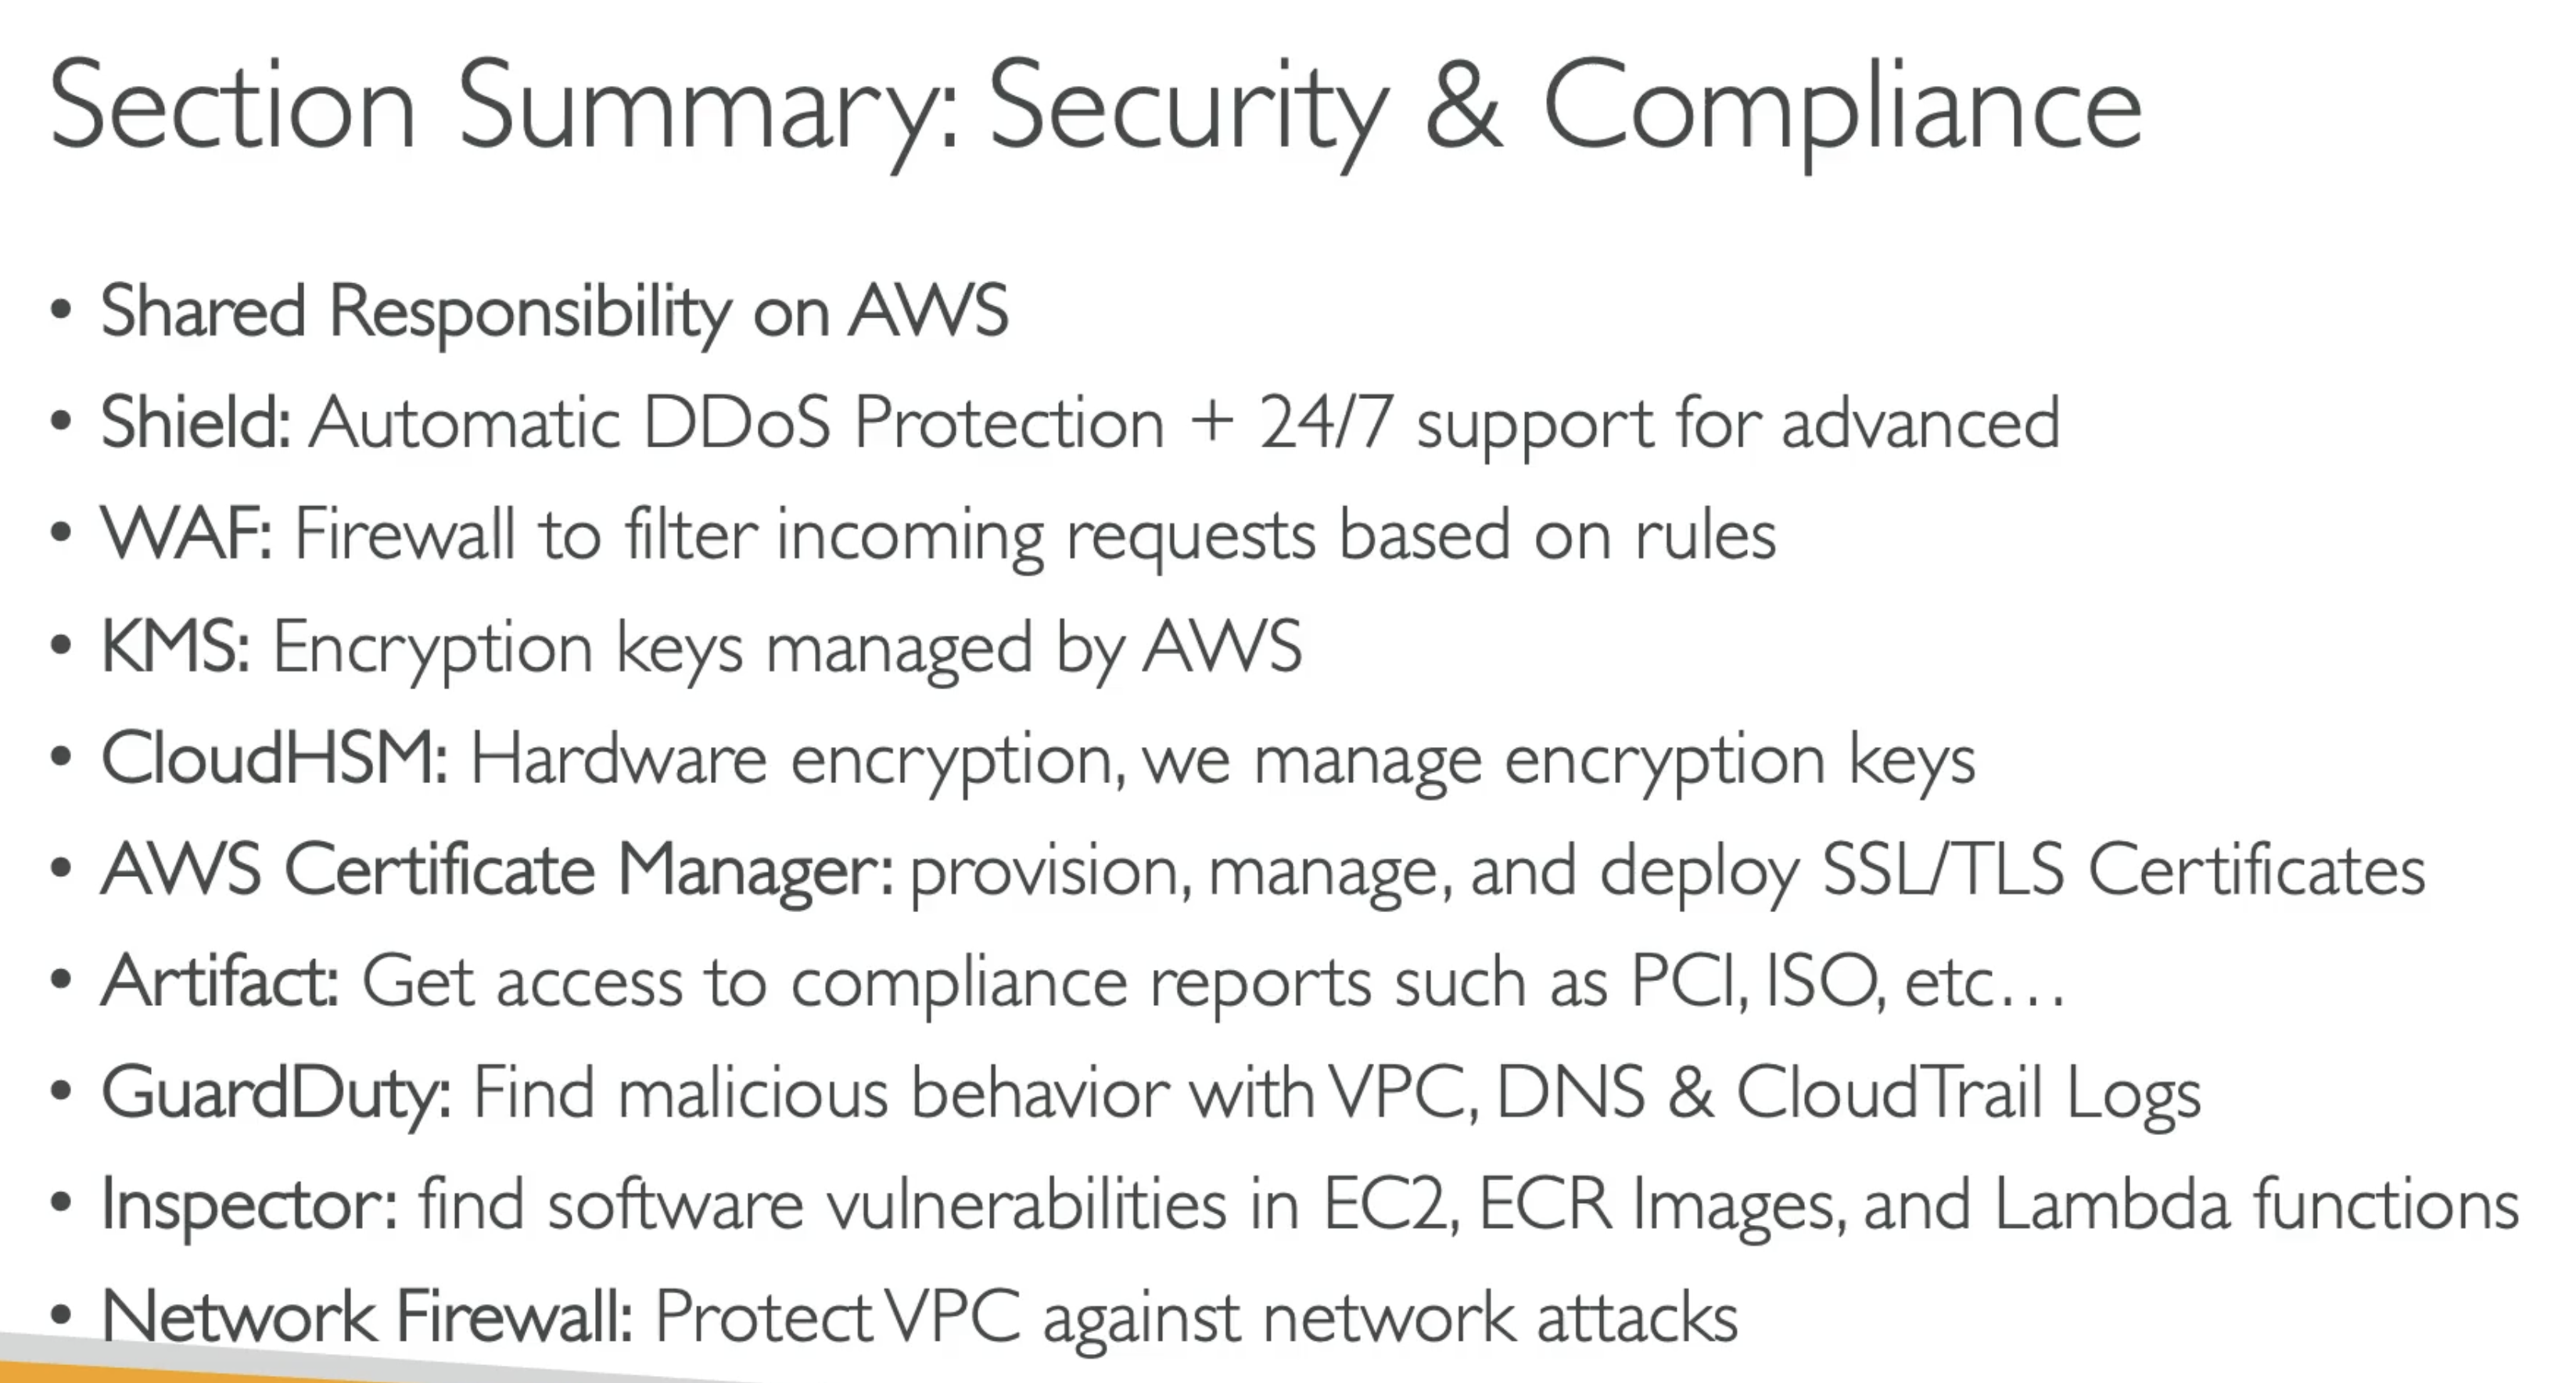 Section Summary: Security & Compliance
• Shared Responsibility on AWS
• Shield: Automatic DDoS Protection + 24/7 support for advanced
• WAF: Firewall to filter incoming requests based on rules
• KMS: Encryption keys managed by AWS
• CloudHSM: Hardware encryption, we manage encryption keys
• AWS Certificate Manager: provision, manage, and deploy SSL/TLS Certificates
• Artifact: Get access to compliance reports such as PCI, ISO, etc…
• GuardDuty: Find malicious behavior with VPC, DNS & CloudTrail Logs
• Inspector: find software vulnerabilities in EC2, ECR Images, and Lambda functions
• Network Firewall: Protect VPC against network attacks